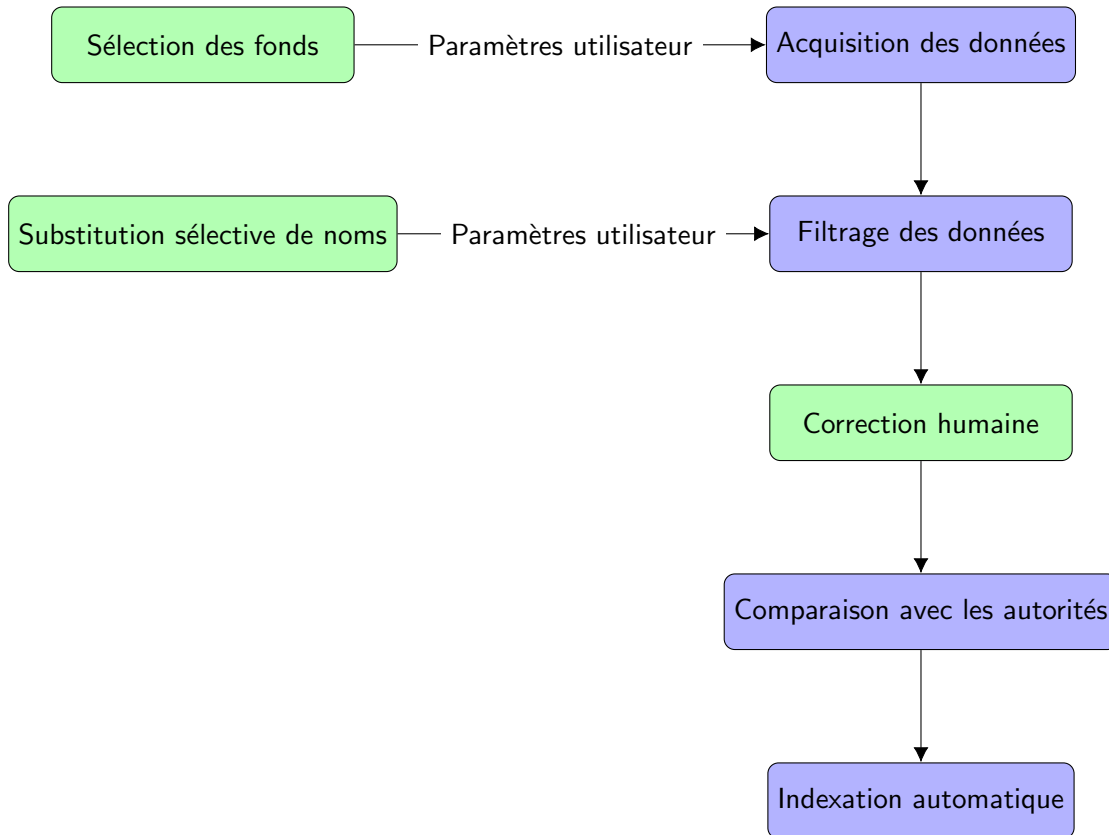 Sélection des fonds
Paramètres utilisateur
Acquisition des données
Substitution sélective de noms
Paramètres utilisateur
Filtrage des données
Correction humaine
Comparaison avec les autorités
Indexation automatique